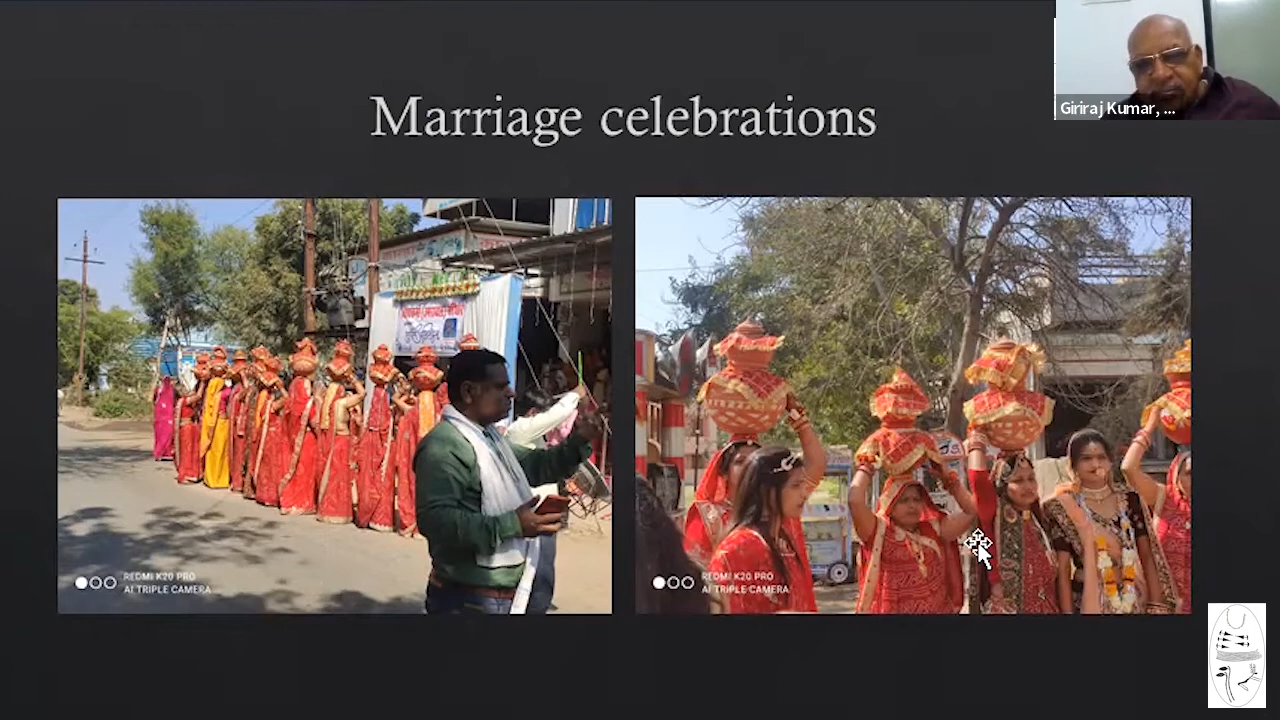 Giriraj Kumar, ...
Marriage celebrations
REDMI K20 PRO
AI TRIPLE CAMERA
REDMI K20 PRO
AI TRIPLE CAMERA